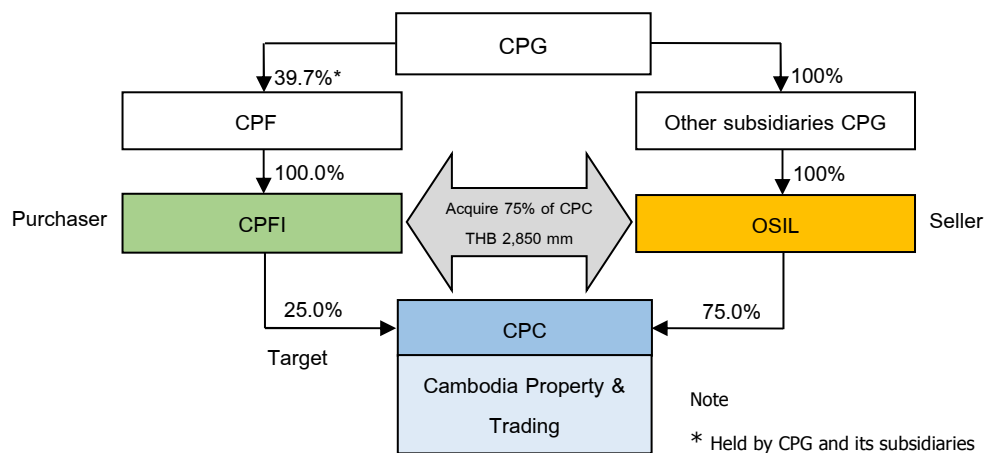 CPG
39.7%*
100%
CPF
Other subsidiaries CPG
100.0%
100%
Purchaser
CPFI
Acquire 75% of CPC
THB 2,850 mm
OSIL
Seller
25.0%
75.0%
CPC
Target
Cambodia Property &
Trading
Note
* Held by CPG and its subsidiaries